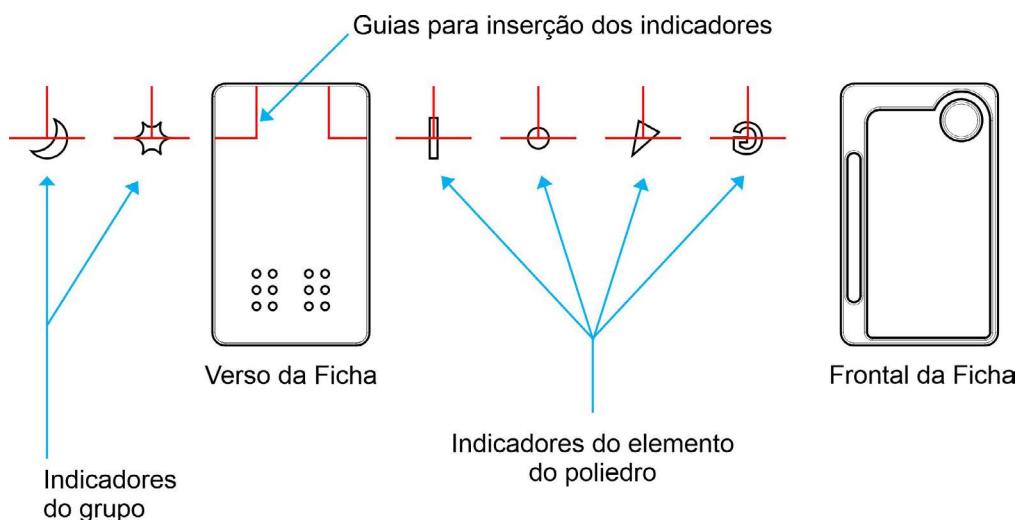 Guias para inserção dos indicadores
Verso da Ficha
Frontal da Ficha
Indicadores do elemento
do poliedro
Indicadores
do grupo